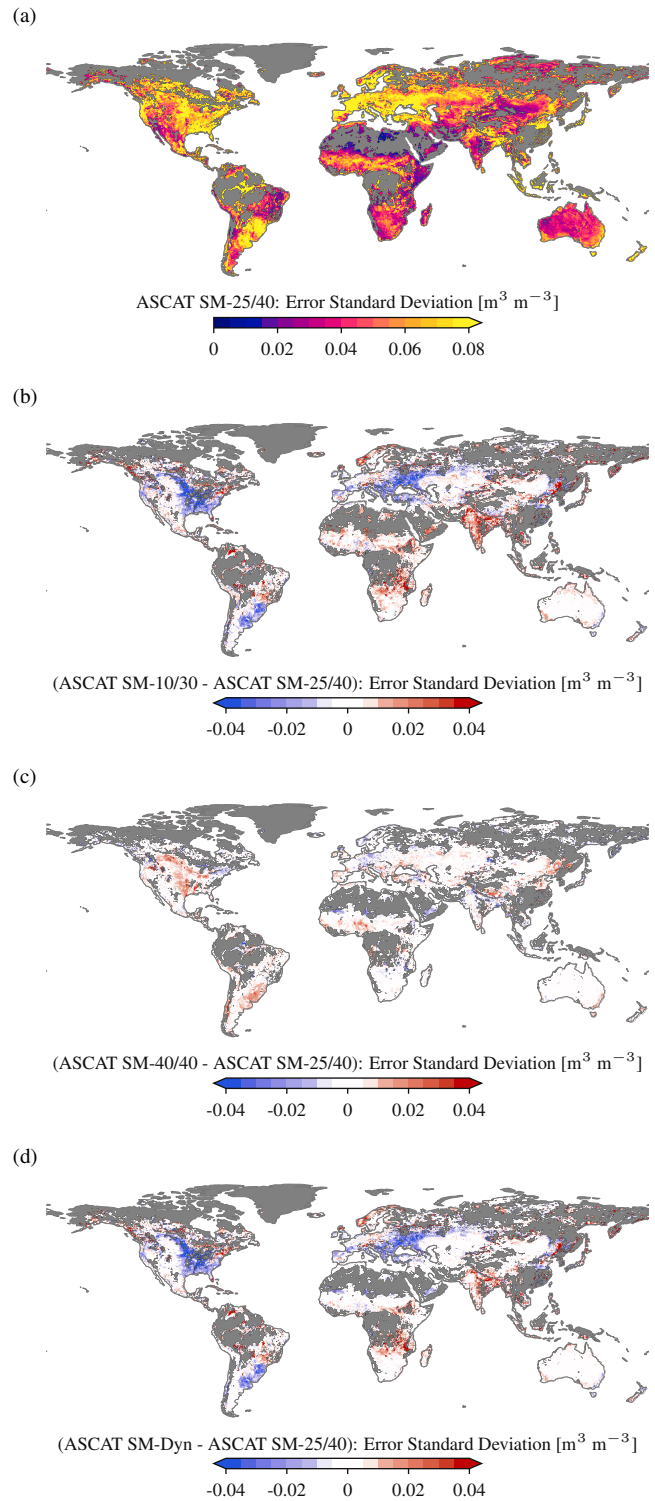 (a)
ASCAT SM-25/40: Error Standard Deviation [m³ m⁻³]
0 0.02 0.04 0.06 0.08
(b)
(ASCAT SM-10/30 - ASCAT SM-25/40): Error Standard Deviation [m³ m⁻³]
-0.04 -0.02 0 0.02 0.04
(c)
(ASCAT SM-40/40 - ASCAT SM-25/40): Error Standard Deviation [m³ m⁻³]
-0.04 -0.02 0 0.02 0.04
(d)
(ASCAT SM-Dyn - ASCAT SM-25/40): Error Standard Deviation [m³ m⁻³]
-0.04 -0.02 0 0.02 0.04